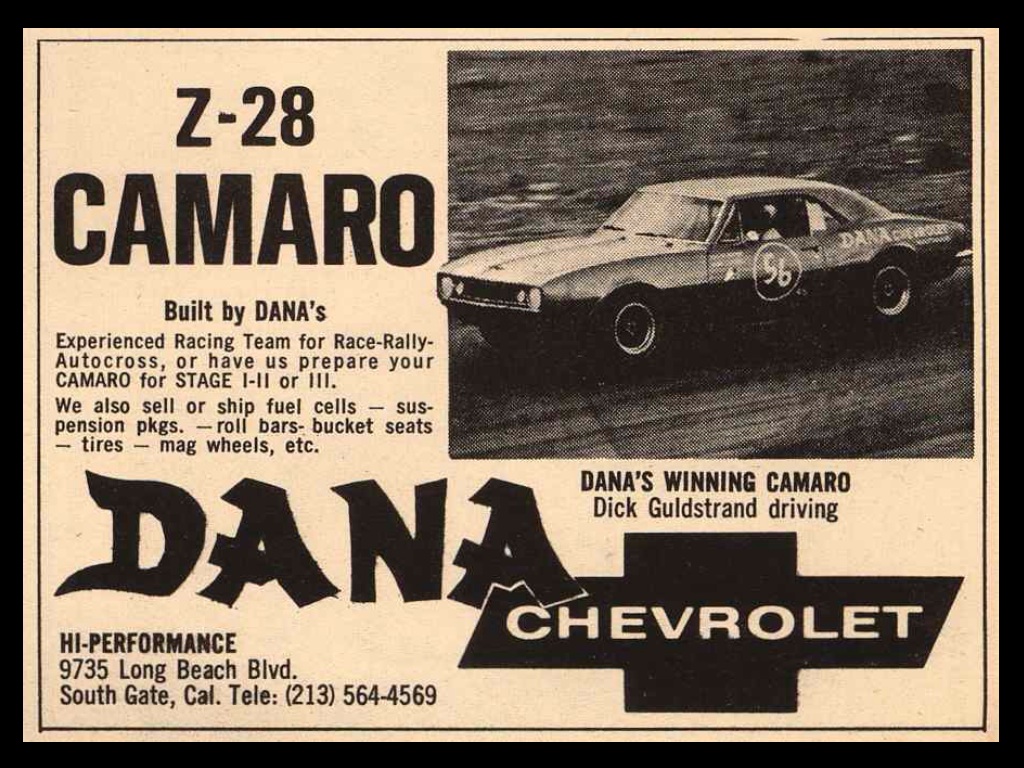 Z-28
CAMARO
Built by DANA's
Experienced Racing Team for Race-Rally-
Autocross, or have us prepare your
CAMARO for STAGE I-II or III.
We also sell or ship fuel cells — sus-
pension pkgs. —roll bars- bucket seats
— tires — mag wheels, etc.
56
DANA CHEVROLET
DANA'S WINNING CAMARO
Dick Guldstrand driving
DANA
CHEVROLET
HI-PERFORMANCE
9735 Long Beach Blvd.
South Gate, Cal. Tele: (213) 564-4569